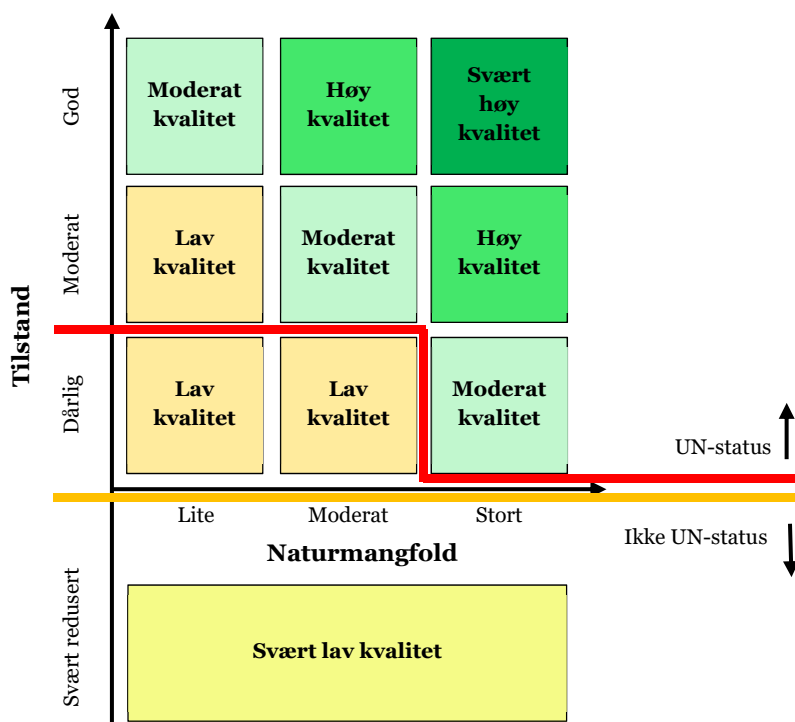 God
Moderat
kvalitet
Høy
kvalitet
Svært
høy
kvalitet
Moderat
Lav
kvalitet
Moderat
kvalitet
Høy
kvalitet
Tilstand
Dårlig
Lav
kvalitet
Lav
kvalitet
Moderat
kvalitet
UN-status
Lite
Moderat
Stort
Ikke UN-status
Naturmangfold
Svært redusert
Svært lav kvalitet